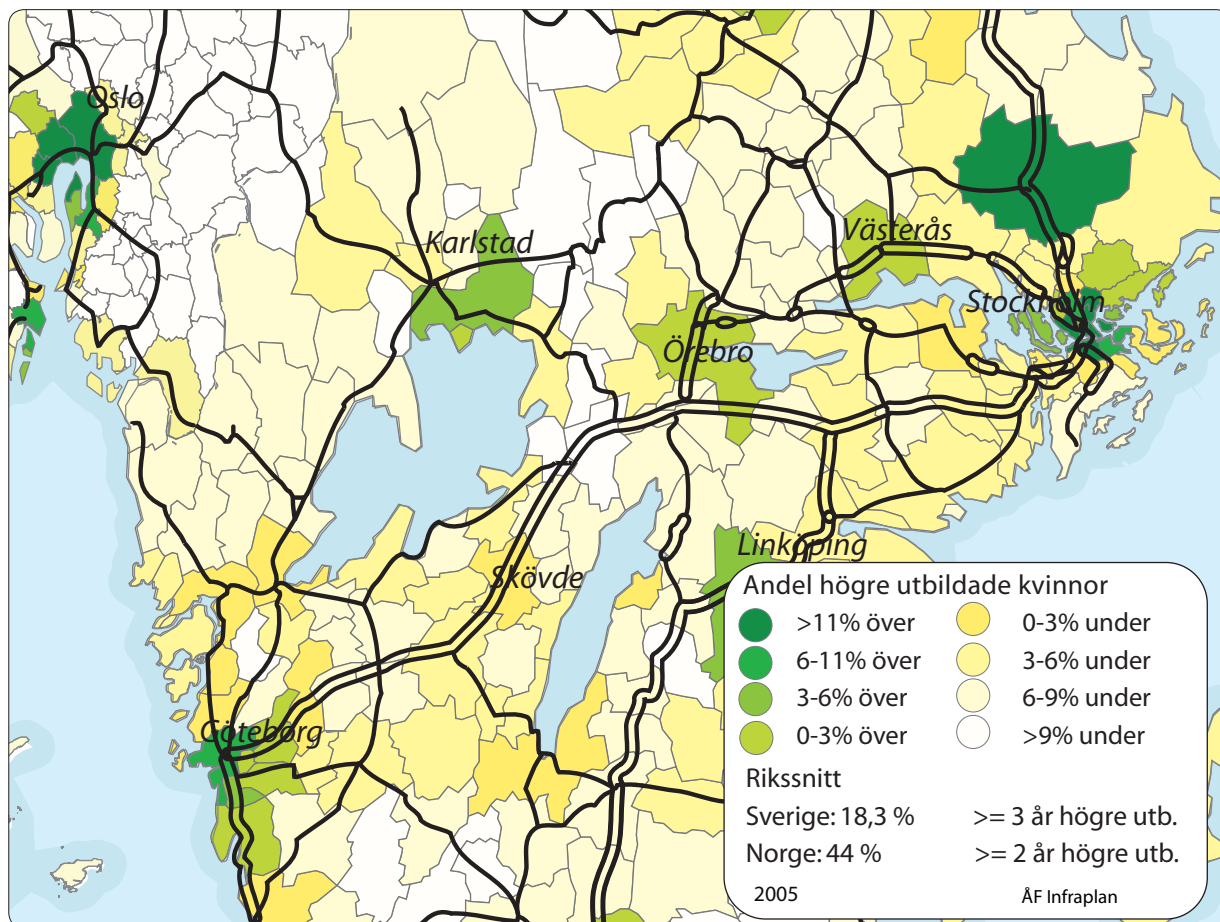 Oslo
Karlstad
Västerås
Stockholm
Örebro
Linköping
Skövde
Göteborg
Andel högre utbildade kvinnor
>11% över 0-3% under
6-11% över 3-6% under
3-6% över 6-9% under
0-3% över >9% under
Rikssnitt
Sverige: 18,3 % >= 3 år högre utb.
Norge: 44 % >= 2 år högre utb.
2005 ÅF Infraplan